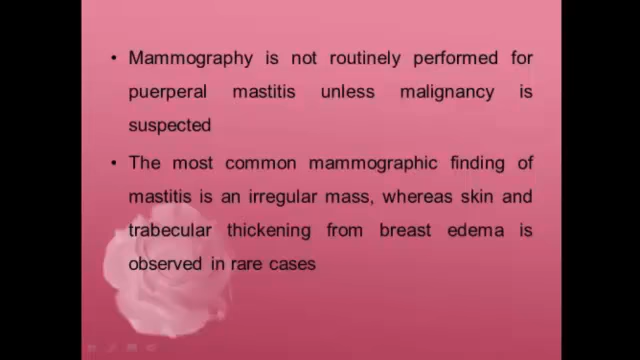 • Mammography is not routinely performed for
puerperal mastitis unless malignancy is
suspected
• The most common mammographic finding of
mastitis is an irregular mass, whereas skin and
trabecular thickening from breast edema is
observed in rare cases